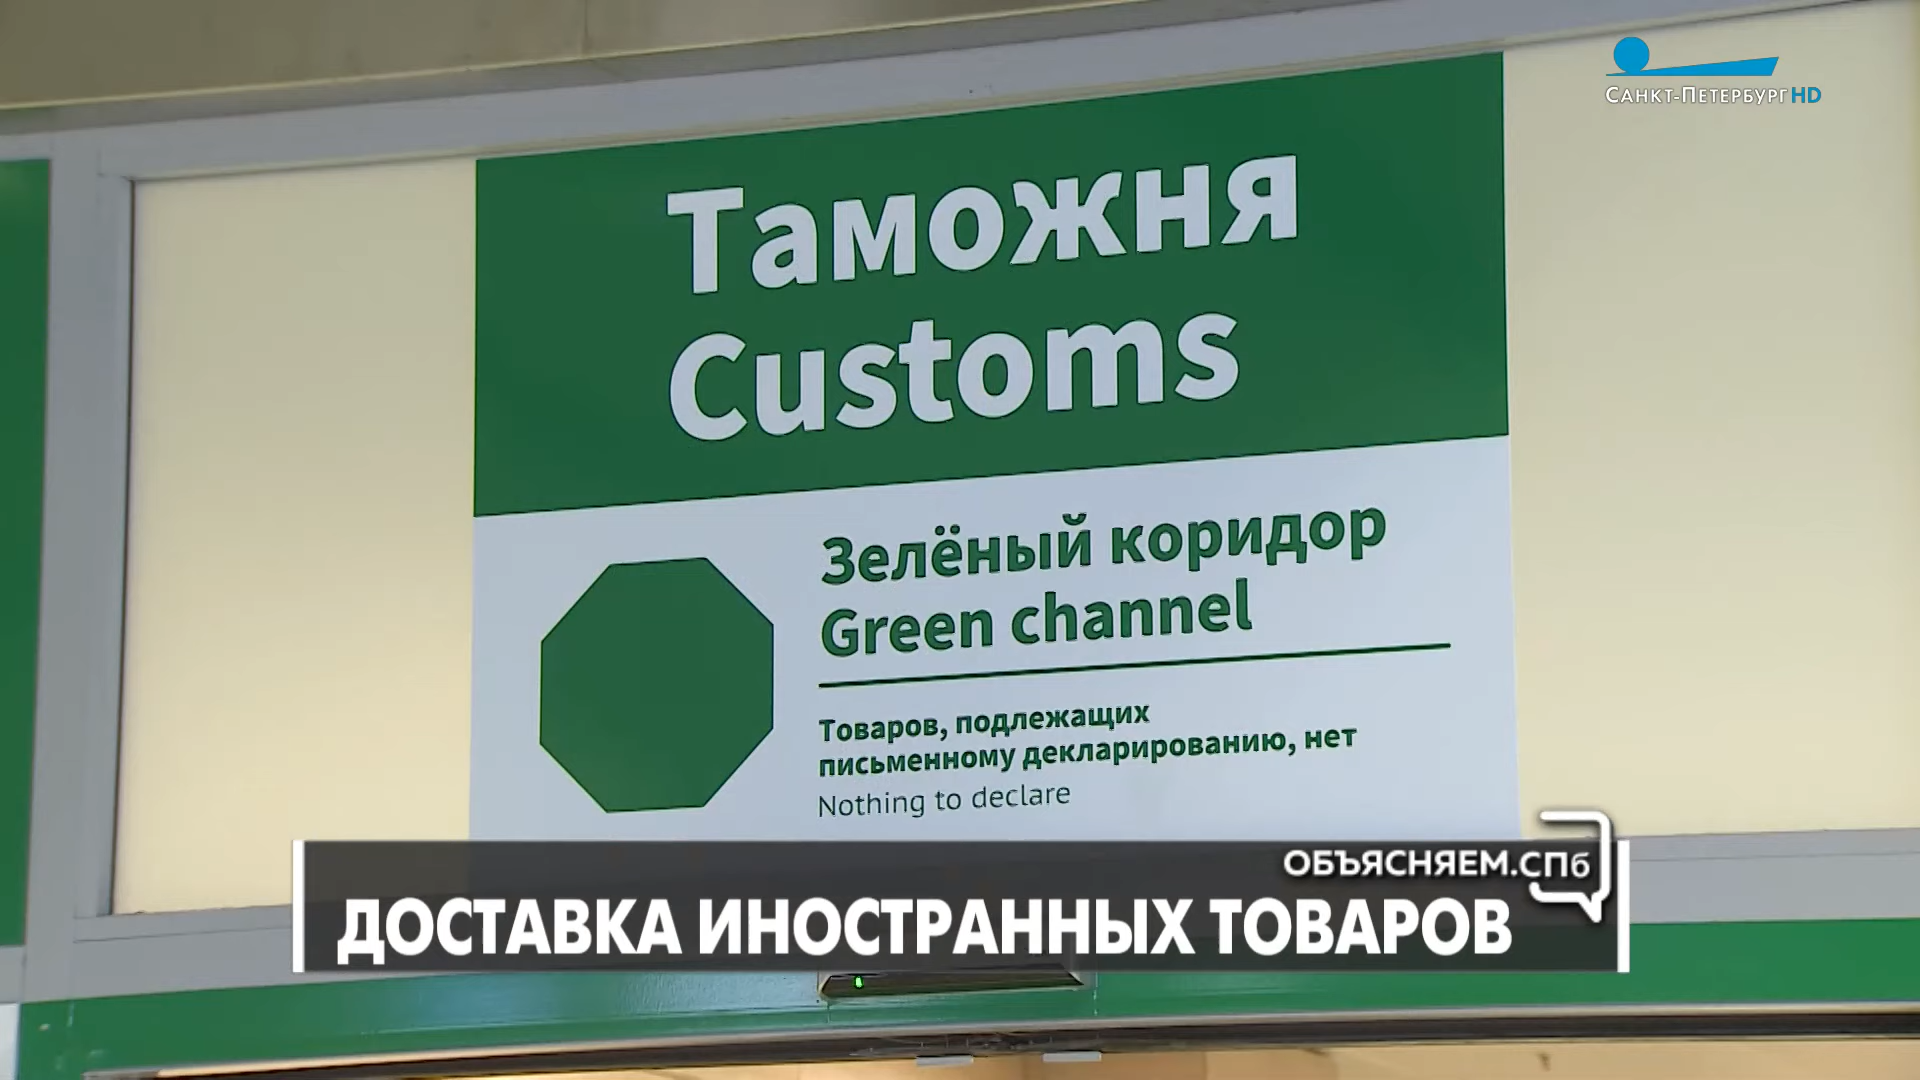 Санкт-Петербург HD
Таможня
Customs
Зелёный коридор
Green channel
Товаров, подлежащих
письменному декларированию, нет
Nothing to declare
ОБЪЯСНЯЕМ.СПб
ДОСТАВКА ИНОСТРАННЫХ ТОВАРОВ